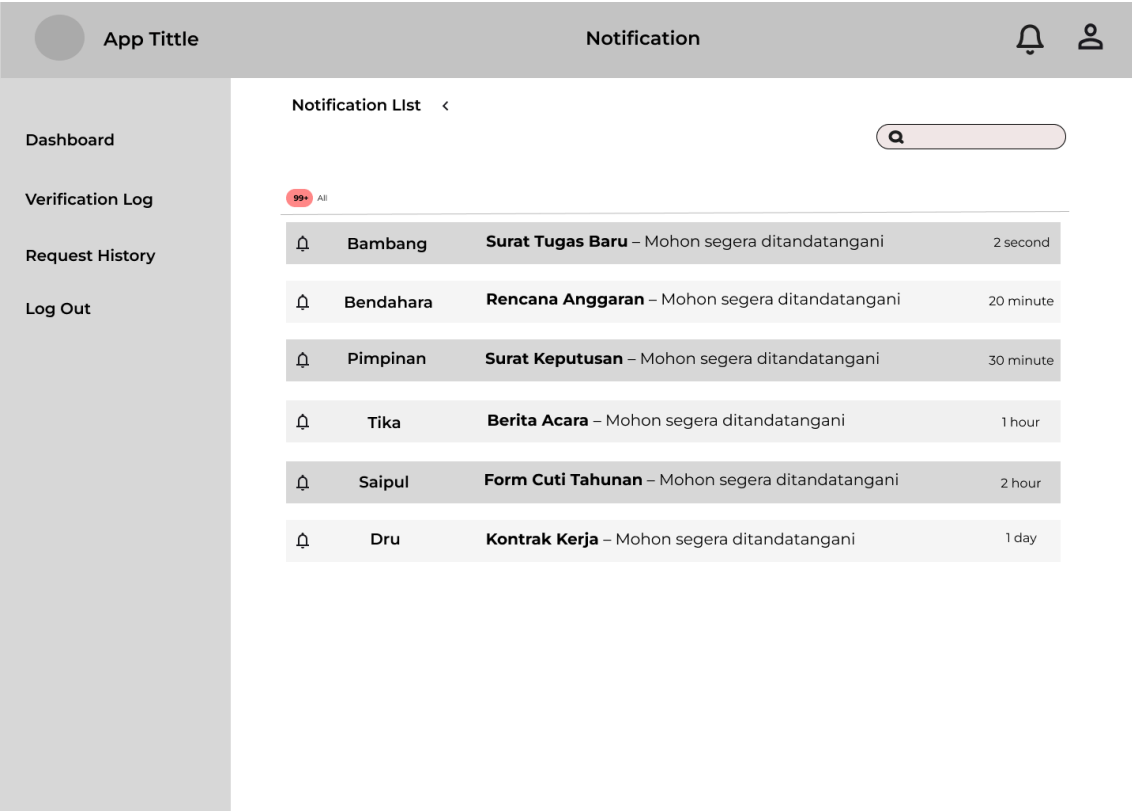 App Tittle
Notification
Notification LIst <
Dashboard
Verification Log
Request History
Log Out
99+ All
Bambang Surat Tugas Baru – Mohon segera ditandatangani 2 second
Bendahara Rencana Anggaran – Mohon segera ditandatangani 20 minute
Pimpinan Surat Keputusan – Mohon segera ditandatangani 30 minute
Tika Berita Acara – Mohon segera ditandatangani 1 hour
Saipul Form Cuti Tahunan – Mohon segera ditandatangani 2 hour
Dru Kontrak Kerja – Mohon segera ditandatangani 1 day